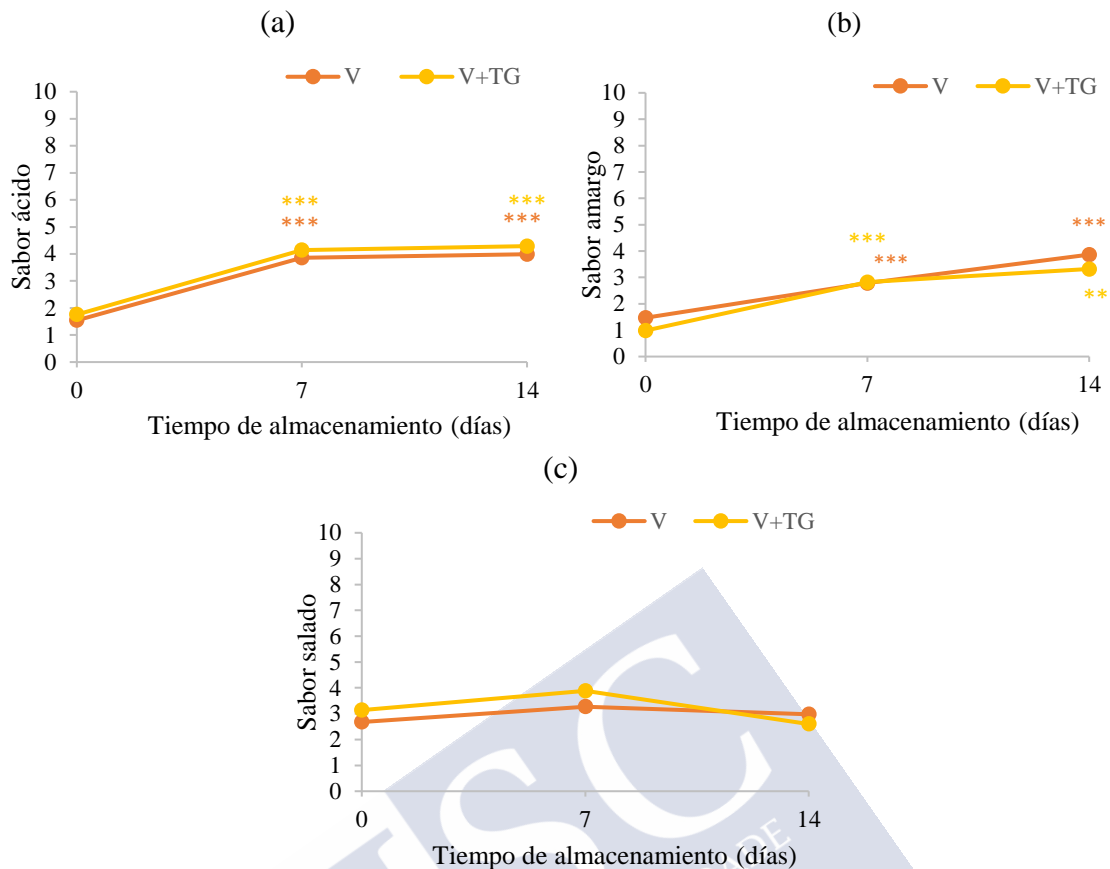 (a)
V V+TG
Sabor ácido
10
9
8
7
6
5
4
3
2
1
0
*** ***
*** ***
0 7 14
Tiempo de almacenamiento (días)
(b)
V V+TG
Sabor amargo
10
9
8
7
6
5
4
3
2
1
0
***
***
***
**
0 7 14
Tiempo de almacenamiento (días)
(c)
V V+TG
Sabor salado
10
9
8
7
6
5
4
3
2
1
0
0 7 14
Tiempo de almacenamiento (días)
USC